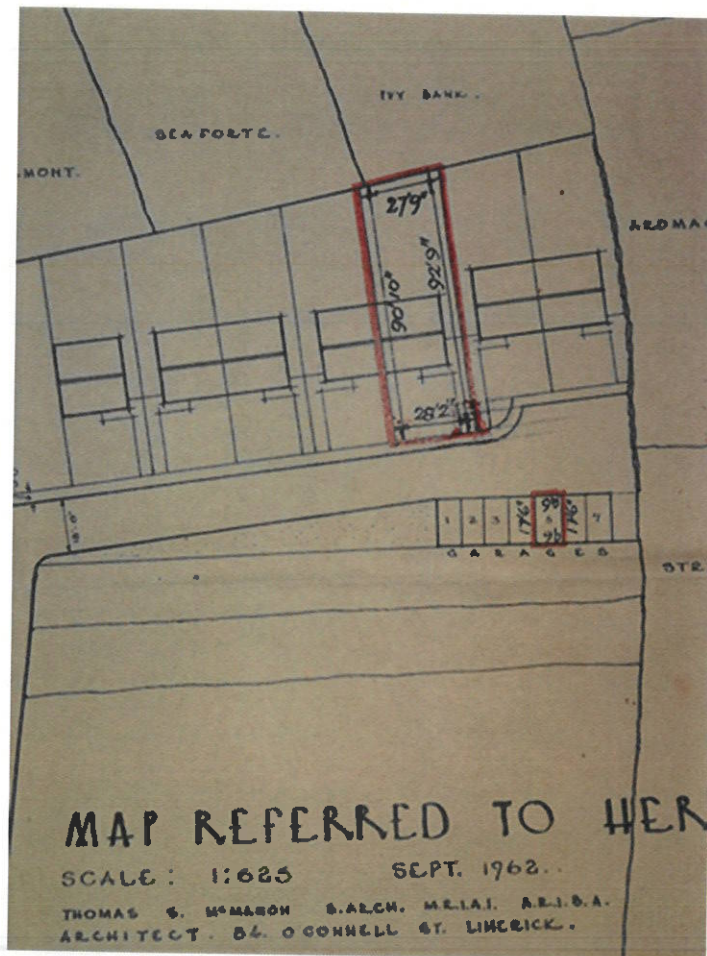 IVY BANK.
SEAFORTE.
MONT.
ARDMA
27'9"
92'9"
90'10"
28'2"
1 2 3 17'6" 9'6 5 9'6 17'6" 7
GARAGES
STR
MAP REFERRED TO HER
SCALE: 1:625 SEPT. 1962.
THOMAS S. McMAHON B.ARCH. M.R.I.A.I. A.R.I.B.A.
ARCHITECT. 84. O'CONNELL ST. LIMERICK.